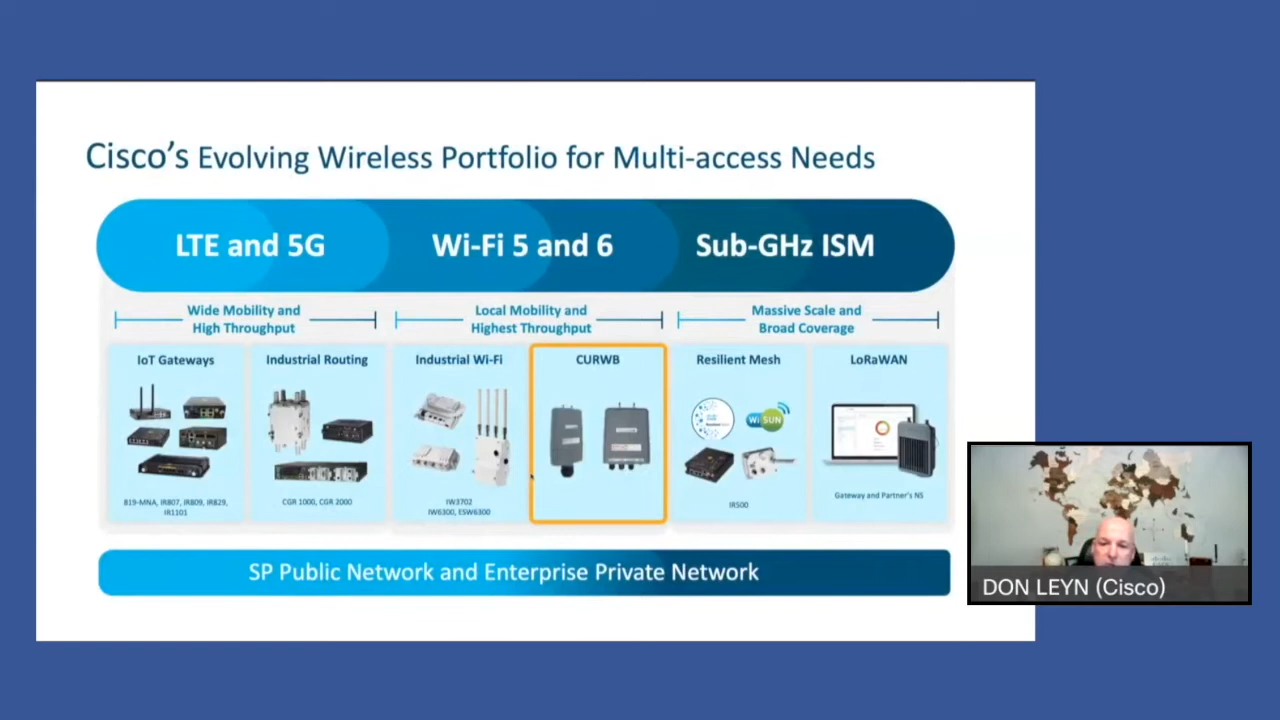 Cisco's Evolving Wireless Portfolio for Multi-access Needs
LTE and 5G
Wi-Fi 5 and 6
Sub-GHz ISM
Wide Mobility and
High Throughput
Local Mobility and
Highest Throughput
Massive Scale and
Broad Coverage
IoT Gateways
819-MNA, IR807, IR809, IR829,
IR1101
Industrial Routing
CGR 1000, CGR 2000
Industrial Wi-Fi
IW3702
IW6300, ESW6300
CURWB
Resilient Mesh
Wi SUN
IR500
LoRaWAN
Gateway and Partner's NS
SP Public Network and Enterprise Private Network
DON LEYN (Cisco)